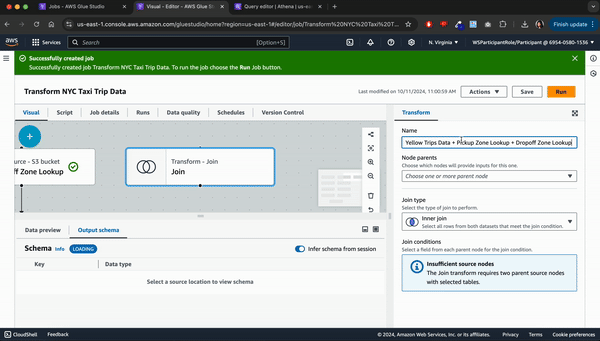 Jobs - AWS Glue Studio
Visual - Editor - AWS Glue St
Query editor | Athena | us-e
Finish update
us-east-1.console.aws.amazon.com/gluestudio/home?region=us-east-1#/editor/job/Transform%20NYC%20Taxi%20T...
aws
Services
Search
[Option+S]
N. Virginia
WSParticipantRole/Participant @ 6954-0580-1536
Successfully created job
Successfully created job Transform NYC Taxi Trip Data. To run the job choose the Run Job button.
Transform NYC Taxi Trip Data
Last modified on 10/11/2024, 11:00:59 AM
Actions
Save
Run
Visual
Script
Job details
Runs
Data quality
Schedules
Version Control
ource - S3 bucket
ff Zone Lookup
Transform - Join
Join
Data preview
Output schema
Schema
Info
LOADING
Infer schema from session
Key
Data type
Select a source location to view schema
Transform
Name
Yellow Trips Data + Pickup Zone Lookup + Dropoff Zone Lookup
Node parents
Choose which nodes will provide inputs for this one.
Choose one or more parent node
Join type
Select the type of join to perform.
Inner join
Select all rows from both datasets that meet the join condition.
Join conditions
Select a field from each parent node for the join condition.
Insufficient source nodes
The Join transform requires two parent source nodes
with selected tables.
CloudShell
Feedback
© 2024, Amazon Web Services, Inc. or its affiliates.
Privacy
Terms
Cookie preferences